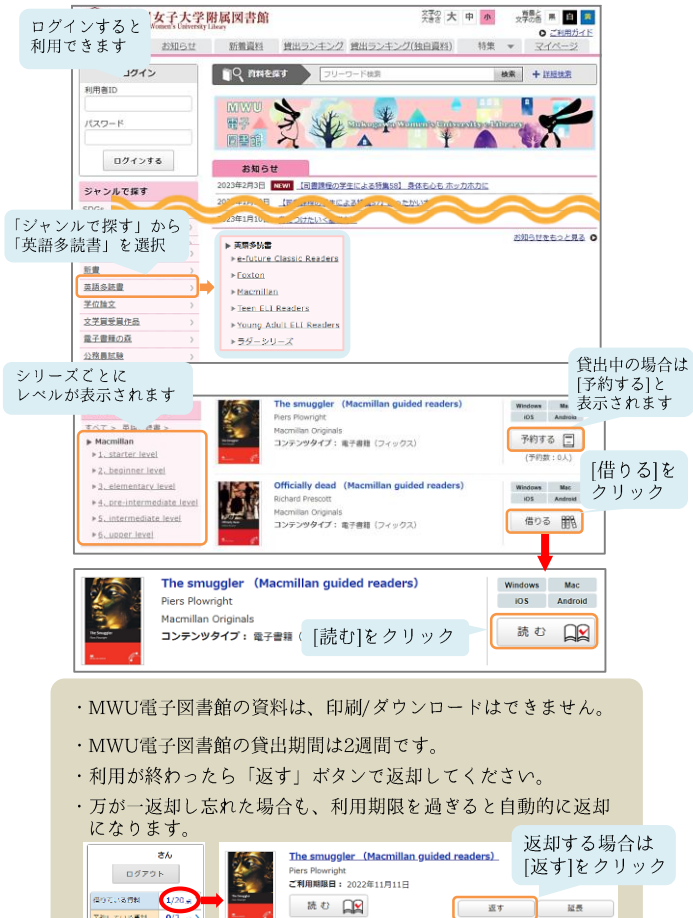 ログインすると
利用できます
女子大学附属図書館
Women's University Library
文字の大きさ 大 中 小 背景と文字の色 黒 白 黄
ご利用ガイド
お知らせ 新着資料 貸出ランキング 貸出ランキング(独自資料) 特集 ▼ マイページ
ログイン
利用者ID
パスワード
ログインする
資料を探す フリーワード検索 検索 + 詳細検索
MWU
電子
図書館
Mukogawa Women's University e-Library
お知らせ
2023年2月3日 NEW! 【司書課程の学生による特集58】 身体も心も ホッカホカに
お知らせをもっと見る
ジャンルで探す
SDGs
「ジャンルで探す」から
「英語多読書」を選択
新書
英語多読書
学位論文
文学賞受賞作品
電子書籍の森
公務員試験
▶ 英語多読書
▶e-future Classic Readers
▶Foxton
▶Macmillan
▶Teen ELI Readers
▶Young Adult ELI Readers
▶ラダーシリーズ
シリーズごとに
レベルが表示されます
▶ Macmillan
▶1. starter level
▶2. beginner level
▶3. elementary level
▶4. pre-intermediate level
▶5. intermediate level
▶6. upper level
The smuggler （Macmillan guided readers）
Piers Plowright
Macmillan Originals
コンテンツタイプ： 電子書籍（フィックス）
Windows Mac
iOS Android
予約する
(予約数：0人)
貸出中の場合は
[予約する]と
表示されます
Officially dead （Macmillan guided readers）
Richard Prescott
Macmillan Originals
コンテンツタイプ： 電子書籍（フィックス）
Windows Mac
iOS Android
借りる
[借りる]を
クリック
The smuggler （Macmillan guided readers）
Piers Plowright
Macmillan Originals
コンテンツタイプ： 電子書籍（
Windows Mac
iOS Android
読む
[読む]をクリック
・MWU電子図書館の資料は、印刷/ダウンロードはできません。
・MWU電子図書館の貸出期間は2週間です。
・利用が終わったら「返す」ボタンで返却してください。
・万が一返却し忘れた場合も、利用期限を過ぎると自動的に返却
になります。
返却する場合は
[返す]をクリック
さん
ログアウト
借りている資料 1/20点
The smuggler （Macmillan guided readers）
Piers Plowright
ご利用期限日： 2022年11月11日
読む
返す 延長